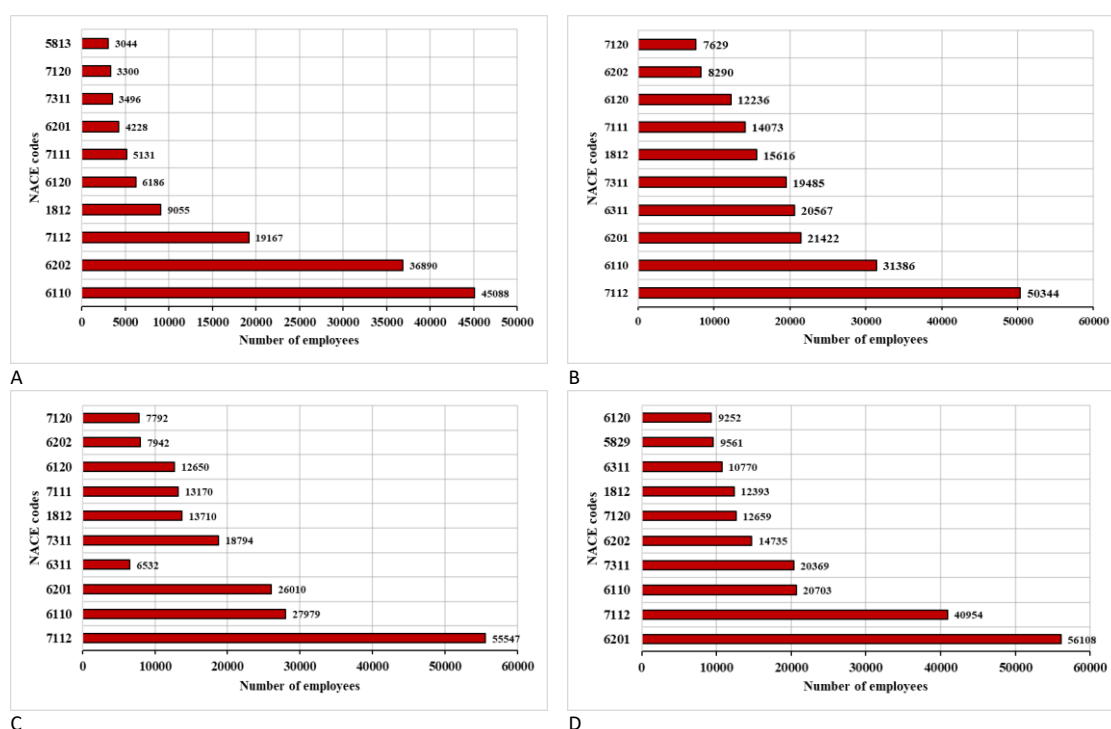 5813 3044
7120 3300
7311 3496
6201 4228
7111 5131
6120 6186
1812 9055
7112 19167
6202 36890
6110 45088
NACE codes
0 5000 10000 15000 20000 25000 30000 35000 40000 45000 50000
Number of employees
A
7120 7629
6202 8290
6120 12236
7111 14073
1812 15616
7311 19485
6311 20567
6201 21422
6110 31386
7112 50344
NACE codes
0 10000 20000 30000 40000 50000 60000
Number of employees
B
7120 7792
6202 7942
6120 12650
7111 13170
1812 13710
7311 18794
6311 6532
6201 26010
6110 27979
7112 55547
NACE codes
0 10000 20000 30000 40000 50000 60000
Number of employees
C
6120 9252
5829 9561
6311 10770
1812 12393
7120 12659
6202 14735
7311 20369
6110 20703
7112 40954
6201 56108
NACE codes
0 10000 20000 30000 40000 50000 60000
Number of employees
D